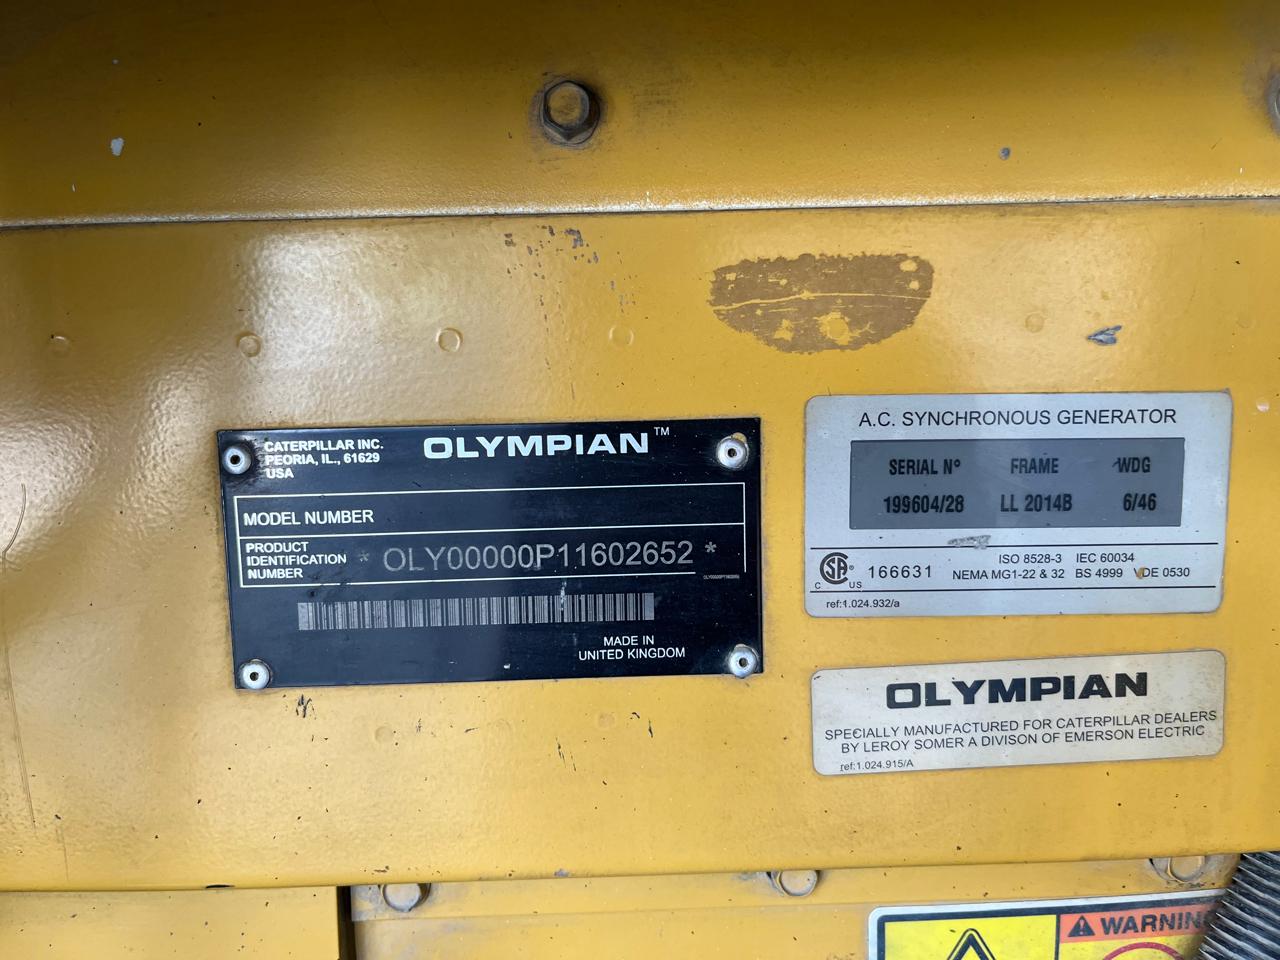 CATERPILLAR INC.
PEORIA, IL., 61629
USA
OLYMPIAN™
MODEL NUMBER
PRODUCT
IDENTIFICATION
NUMBER
* OLY00000P11602652 *
MADE IN
UNITED KINGDOM
A.C. SYNCHRONOUS GENERATOR
SERIAL Nº FRAME WDG
199604/28 LL 2014B 6/46
CSA® C US 166631
ISO 8528-3 IEC 60034
NEMA MG1-22 & 32 BS 4999 VDE 0530
ref:1.024.932/a
OLYMPIAN
SPECIALLY MANUFACTURED FOR CATERPILLAR DEALERS
BY LEROY SOMER A DIVISON OF EMERSON ELECTRIC
ref:1.024.915/A
WARNING